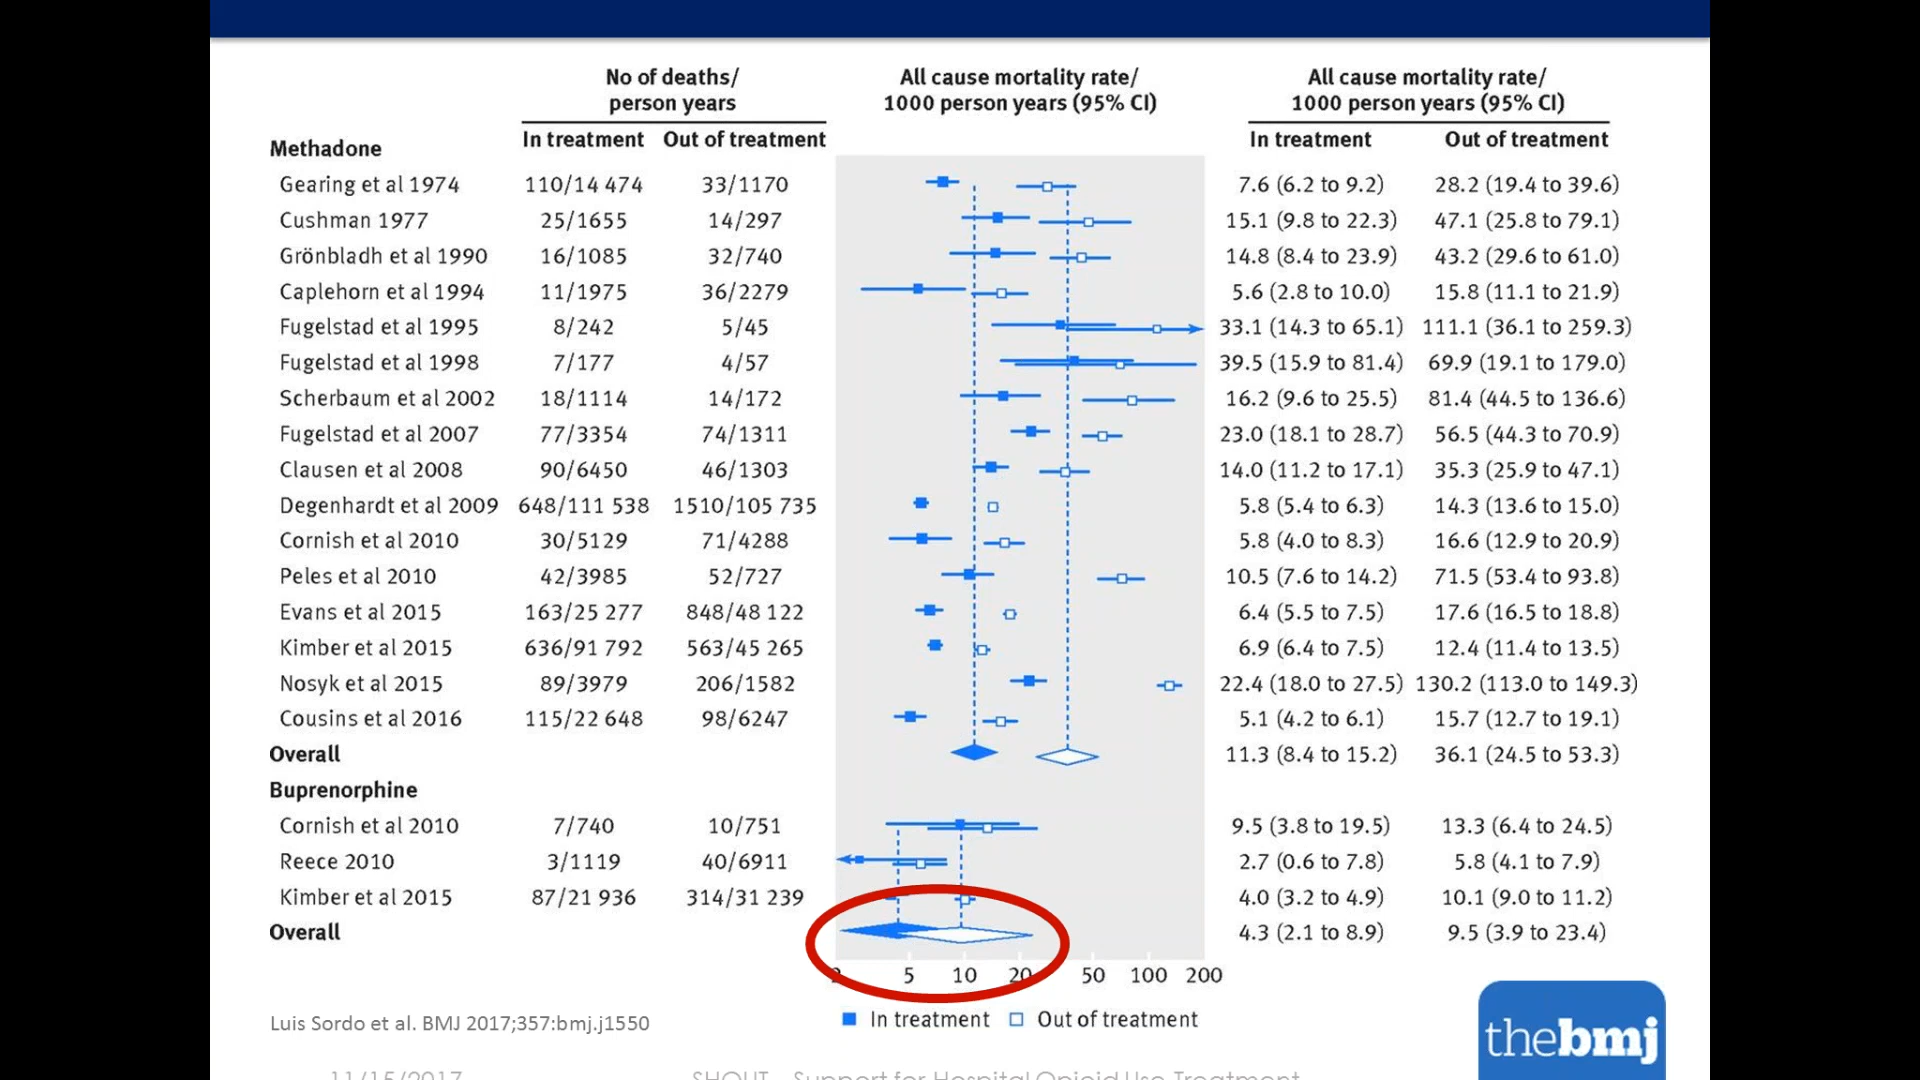 No of deaths/ All cause mortality rate/ All cause mortality rate/
person years 1000 person years (95% CI) 1000 person years (95% CI)
In treatment Out of treatment In treatment Out of treatment
Methadone
Gearing et al 1974 110/14 474 33/1170 7.6 (6.2 to 9.2) 28.2 (19.4 to 39.6)
Cushman 1977 25/1655 14/297 15.1 (9.8 to 22.3) 47.1 (25.8 to 79.1)
Grönbladh et al 1990 16/1085 32/740 14.8 (8.4 to 23.9) 43.2 (29.6 to 61.0)
Caplehorn et al 1994 11/1975 36/2279 5.6 (2.8 to 10.0) 15.8 (11.1 to 21.9)
Fugelstad et al 1995 8/242 5/45 33.1 (14.3 to 65.1) 111.1 (36.1 to 259.3)
Fugelstad et al 1998 7/177 4/57 39.5 (15.9 to 81.4) 69.9 (19.1 to 179.0)
Scherbaum et al 2002 18/1114 14/172 16.2 (9.6 to 25.5) 81.4 (44.5 to 136.6)
Fugelstad et al 2007 77/3354 74/1311 23.0 (18.1 to 28.7) 56.5 (44.3 to 70.9)
Clausen et al 2008 90/6450 46/1303 14.0 (11.2 to 17.1) 35.3 (25.9 to 47.1)
Degenhardt et al 2009 648/111 538 1510/105 735 5.8 (5.4 to 6.3) 14.3 (13.6 to 15.0)
Cornish et al 2010 30/5129 71/4288 5.8 (4.0 to 8.3) 16.6 (12.9 to 20.9)
Peles et al 2010 42/3985 52/727 10.5 (7.6 to 14.2) 71.5 (53.4 to 93.8)
Evans et al 2015 163/25 277 848/48 122 6.4 (5.5 to 7.5) 17.6 (16.5 to 18.8)
Kimber et al 2015 636/91 792 563/45 265 6.9 (6.4 to 7.5) 12.4 (11.4 to 13.5)
Nosyk et al 2015 89/3979 206/1582 22.4 (18.0 to 27.5) 130.2 (113.0 to 149.3)
Cousins et al 2016 115/22 648 98/6247 5.1 (4.2 to 6.1) 15.7 (12.7 to 19.1)
Overall 11.3 (8.4 to 15.2) 36.1 (24.5 to 53.3)
Buprenorphine
Cornish et al 2010 7/740 10/751 9.5 (3.8 to 19.5) 13.3 (6.4 to 24.5)
Reece 2010 3/1119 40/6911 2.7 (0.6 to 7.8) 5.8 (4.1 to 7.9)
Kimber et al 2015 87/21 936 314/31 239 4.0 (3.2 to 4.9) 10.1 (9.0 to 11.2)
Overall 4.3 (2.1 to 8.9) 9.5 (3.9 to 23.4)
5 10 20 50 100 200
In treatment Out of treatment
Luis Sordo et al. BMJ 2017;357:bmj.j1550
thebmj
11/15/2017 SHOUT – Support for Hospital Opioid Use Treatment